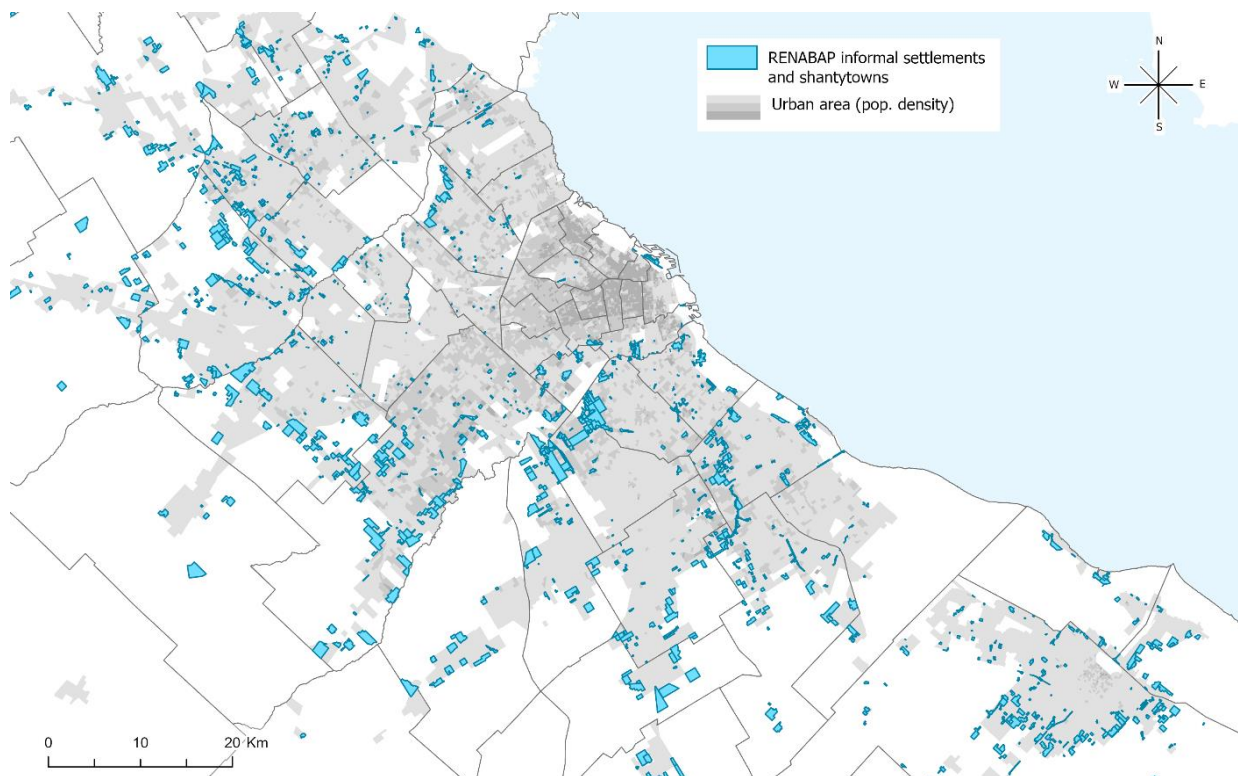 RENABAP informal settlements
and shantytowns
Urban area (pop. density)
N
W E
S
0 10 20 Km